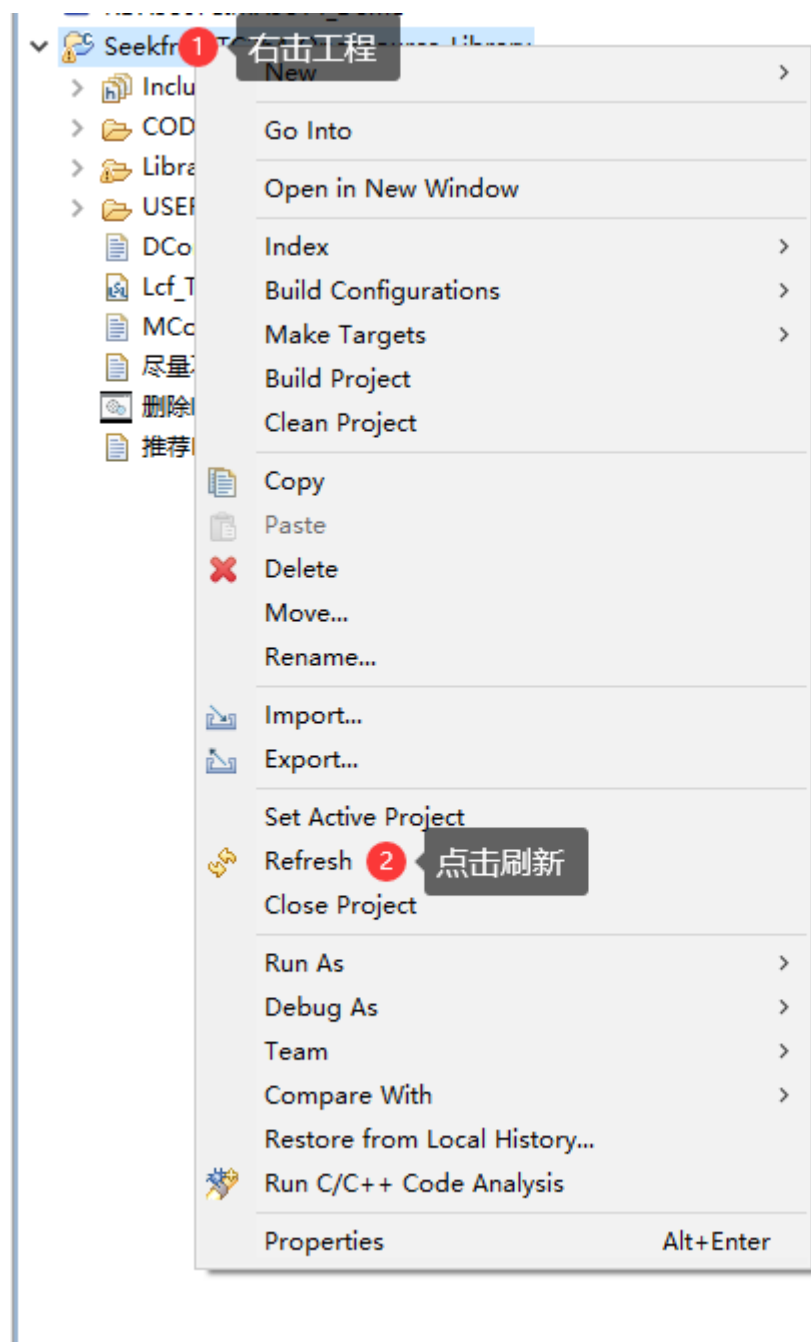 Seekfr
1
右击工程
New
Inclu
Go Into
COD
Libra
Open in New Window
USER
DCo
Index
Lcf_T
Build Configurations
MCo
Make Targets
尽量
Build Project
删除
Clean Project
推荐
Copy
Paste
Delete
Move...
Rename...
Import...
Export...
Set Active Project
Refresh 2 点击刷新
Close Project
Run As
Debug As
Team
Compare With
Restore from Local History...
Run C/C++ Code Analysis
Properties Alt+Enter